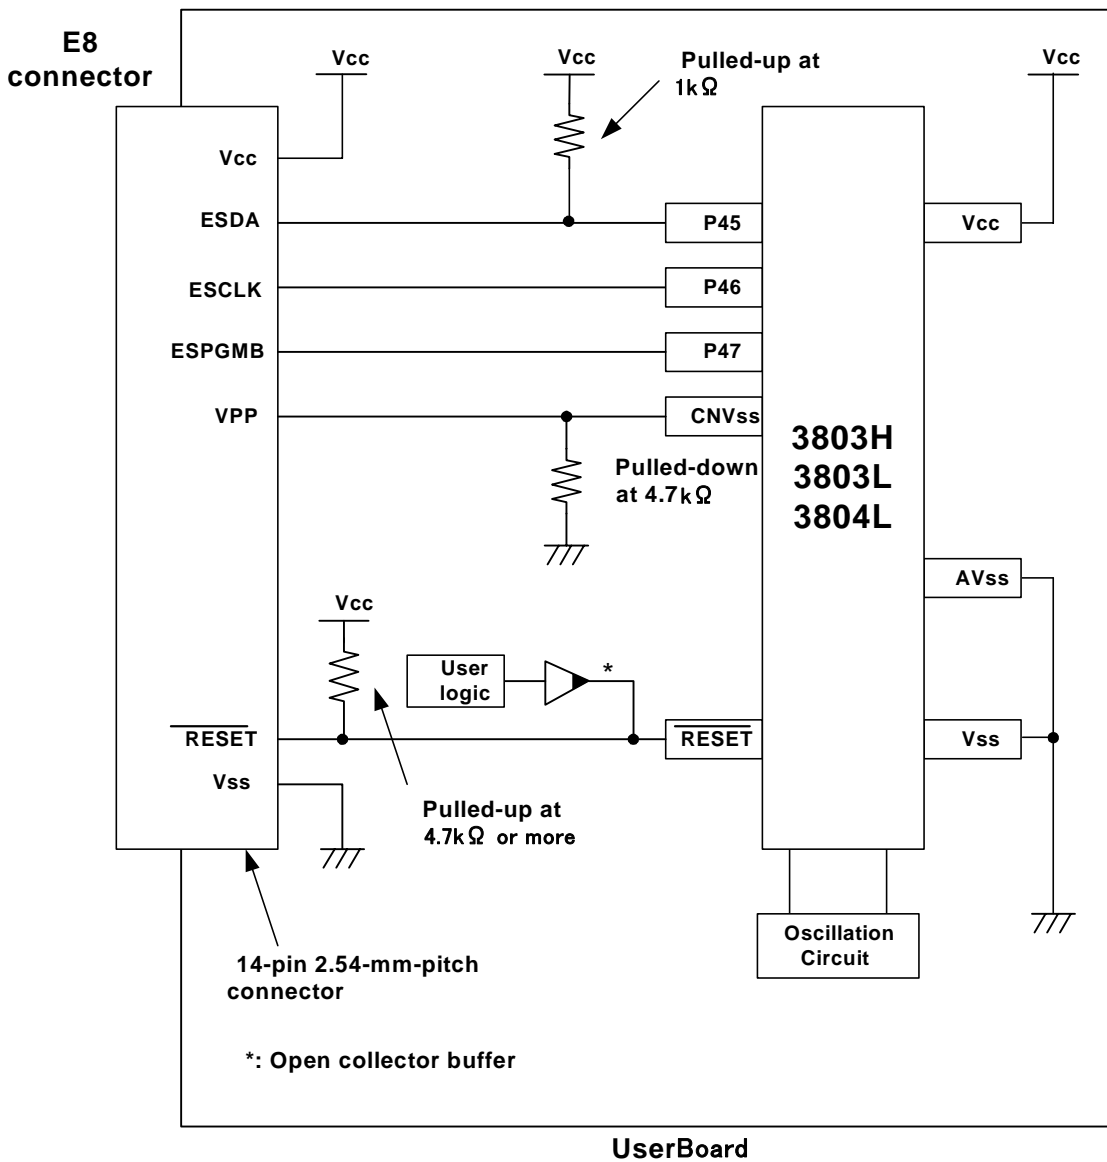 E8
connector
Vcc
Vcc
Pulled-up at
1kΩ
Vcc
Vcc
ESDA
P45
Vcc
ESCLK
P46
ESPGMB
P47
VPP
CNVss
3803H
3803L
3804L
Pulled-down
at 4.7kΩ
AVss
Vcc
User
logic
*
RESET
RESET
Vss
Vss
Pulled-up at
4.7kΩ or more
Oscillation
Circuit
14-pin 2.54-mm-pitch
connector
*: Open collector buffer
UserBoard